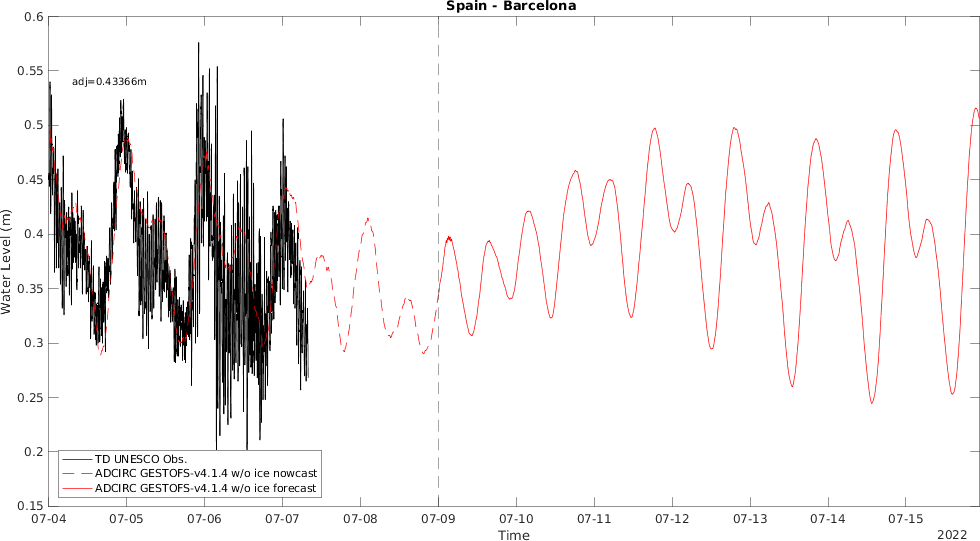 Spain - Barcelona
0.6
0.55
adj=0.43366m
0.5
0.45
0.4
0.35
0.3
0.25
0.2
0.15
Water Level (m)
TD UNESCO Obs.
ADCIRC GESTOFS-v4.1.4 w/o ice nowcast
ADCIRC GESTOFS-v4.1.4 w/o ice forecast
07-04 07-05 07-06 07-07 07-08 07-09 07-10 07-11 07-12 07-13 07-14 07-15
Time
2022